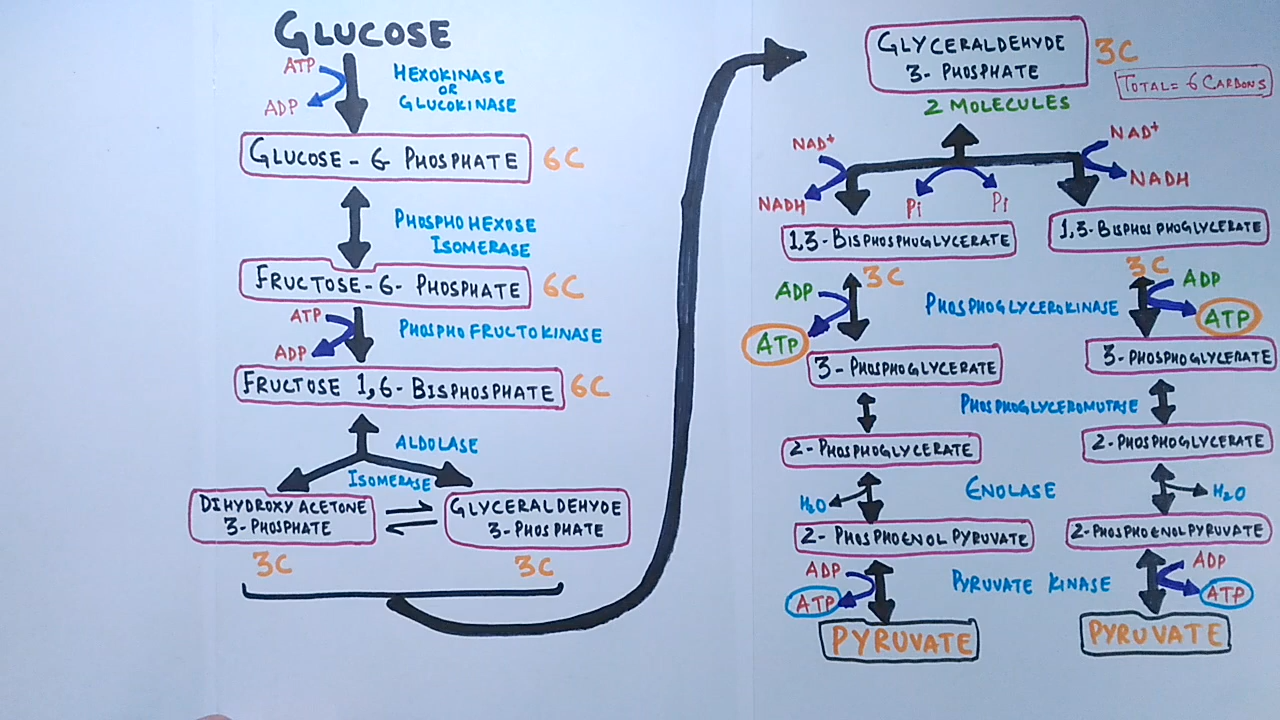 GLUCOSE
ATP
ADP
HEXOKINASE
OR
GLUCOKINASE
GLUCOSE - 6 PHOSPHATE 6C
PHOSPHOHEXOSE
ISOMERASE
FRUCTOSE-6- PHOSPHATE 6C
ATP
ADP
PHOSPHOFRUCTOKINASE
FRUCTOSE 1,6-BISPHOSPHATE 6C
ALDOLASE
ISOMERASE
DIHYDROXY ACETONE
3-PHOSPHATE
3C
GLYCERALDEHYDE
3-PHOSPHATE
3C
GLYCERALDEHYDE
3-PHOSPHATE
3C
TOTAL= 6 CARBONS
2 MOLECULES
NAD+
NADH
Pi
Pi
NAD+
NADH
1,3-BISPHOSPHOGLYCERATE
1,3-BISPHOSPHOGLYCERATE
3C
3C
ADP
ATP
PHOSPHOGLYCEROKINASE
ADP
ATP
3-PHOSPHOGLYCERATE
3-PHOSPHOGLYCERATE
PHOSPHOGLYCEROMUTASE
2-PHOSPHOGLYCERATE
2-PHOSPHOGLYCERATE
H2O
ENOLASE
H2O
2-PHOSPHOENOL PYRUVATE
2-PHOSPHOENOLPYRUVATE
ADP
ATP
PYRUVATE KINASE
ADP
ATP
PYRUVATE
PYRUVATE